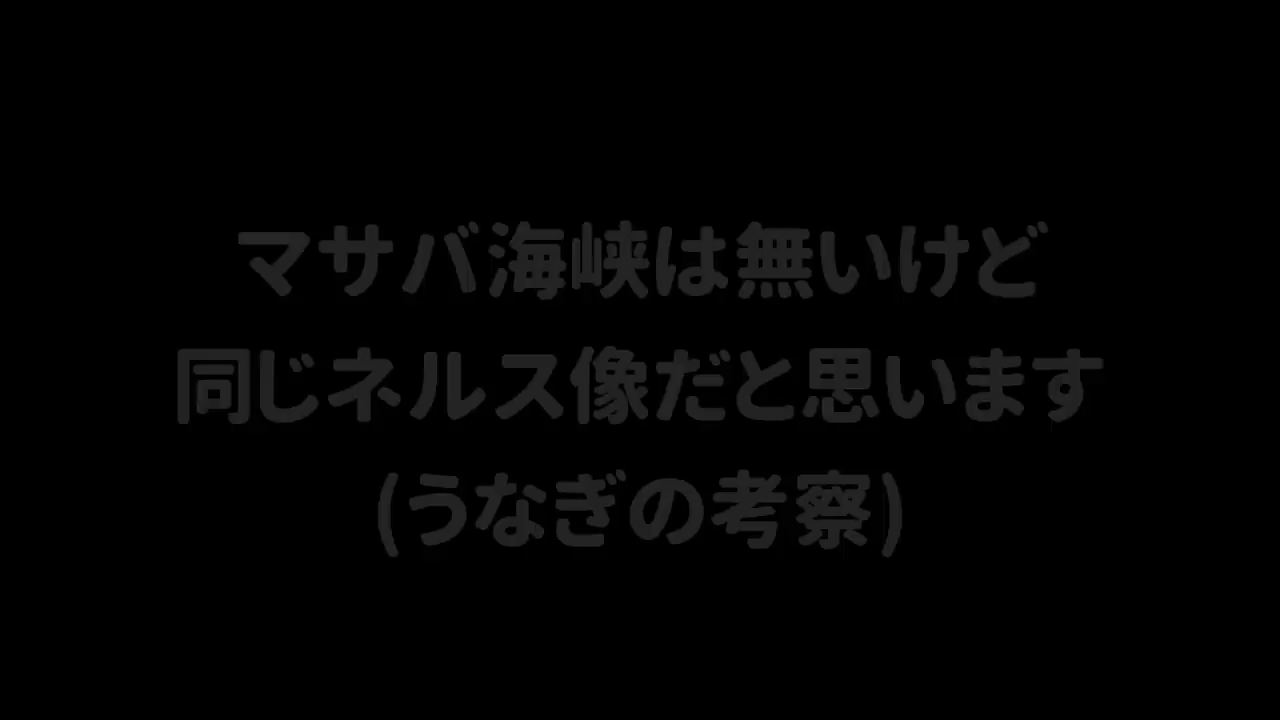 マサバ海峡は無いけど
同じネルス像だと思います
(うなぎの考察)